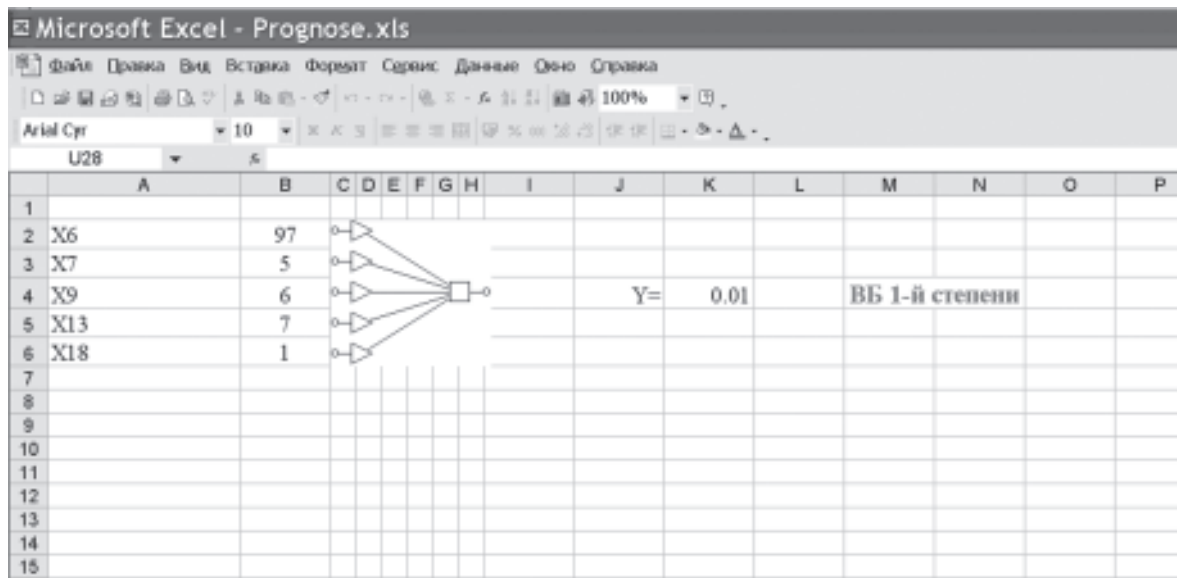 Microsoft Excel - Prognose.xls
Файл Правка Вид Вставка Формат Сервис Данные Окно Справка
100%
Arial Cyr 10
U28 fx
A B C D E F G H I J K L M N O P
1
2 X6 97
3 X7 5
4 X9 6 Y= 0.01 ВБ 1-й степени
5 X13 7
6 X18 1
7
8
9
10
11
12
13
14
15